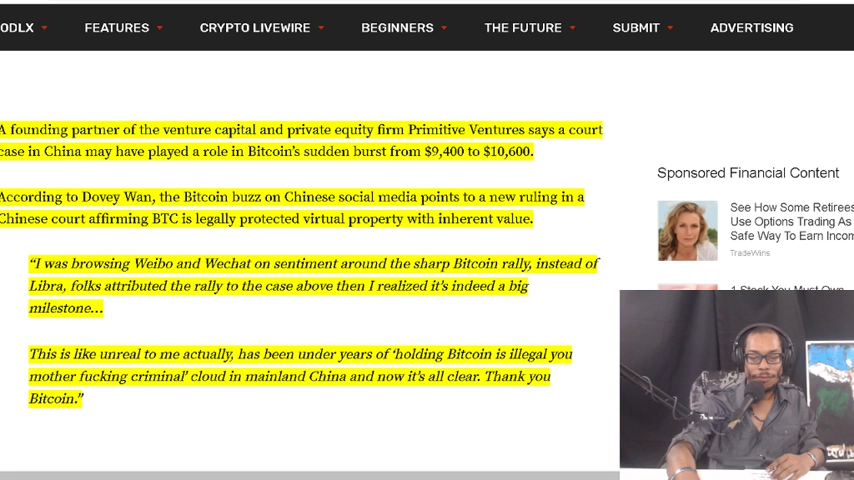 ODLX FEATURES CRYPTO LIVEWIRE BEGINNERS THE FUTURE SUBMIT ADVERTISING
A founding partner of the venture capital and private equity firm Primitive Ventures says a court
case in China may have played a role in Bitcoin's sudden burst from $9,400 to $10,600.
According to Dovey Wan, the Bitcoin buzz on Chinese social media points to a new ruling in a
Chinese court affirming BTC is legally protected virtual property with inherent value.
“I was browsing Weibo and Wechat on sentiment around the sharp Bitcoin rally, instead of
Libra, folks attributed the rally to the case above then I realized it's indeed a big
milestone…
This is like unreal to me actually, has been under years of ‘holding Bitcoin is illegal you
mother fucking criminal’ cloud in mainland China and now it's all clear. Thank you
Bitcoin.”
Sponsored Financial Content
See How Some Retirees
Use Options Trading As
Safe Way To Earn Incom
TradeWins
1 Stock You Must Own